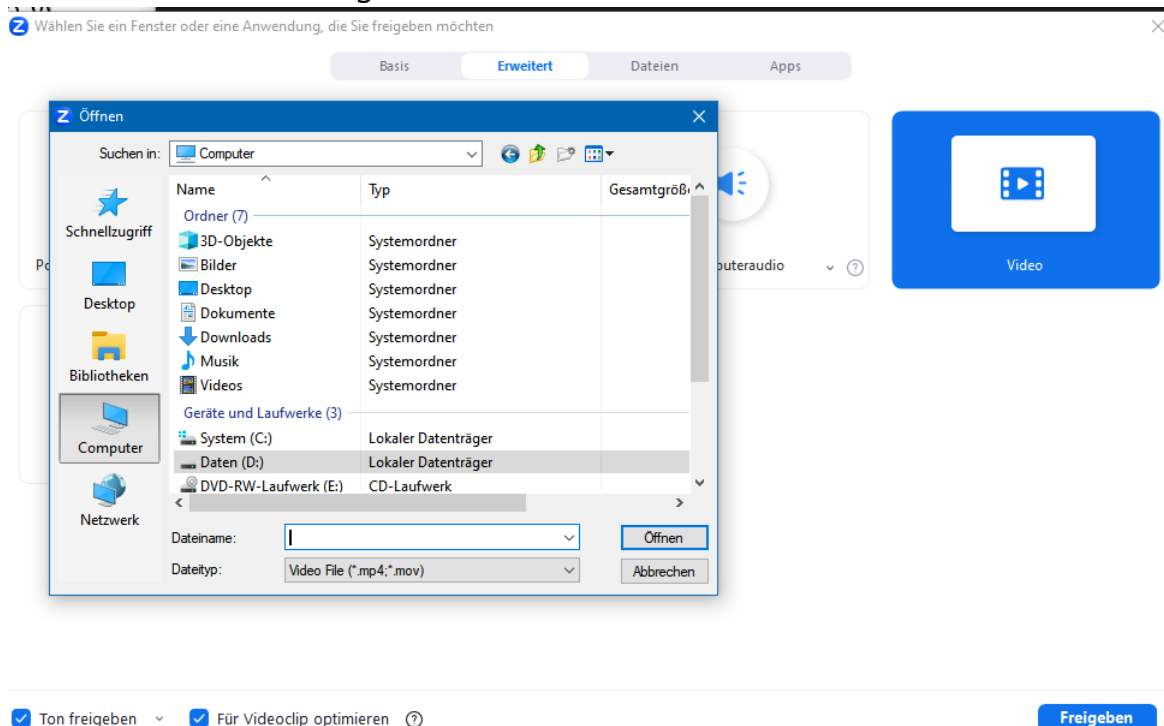 Wählen Sie ein Fenster oder eine Anwendung, die Sie freigeben möchten
Basis Erweitert Dateien Apps
Öffnen
Suchen in: Computer
Name Typ
Ordner (7)
3D-Objekte Systemordner
Bilder Systemordner
Desktop Systemordner
Dokumente Systemordner
Downloads Systemordner
Musik Systemordner
Videos Systemordner
Geräte und Laufwerke (3)
System (C:) Lokaler Datenträger
Daten (D:) Lokaler Datenträger
DVD-RW-Laufwerk (E:) CD-Laufwerk
Schnellzugriff
Desktop
Bibliotheken
Computer
Netzwerk
Dateiname:
Öffnen
Dateityp: Video File (*.mp4;*.mov)
Abbrechen
Video
Ton freigeben Für Videoclip optimieren
Freigeben